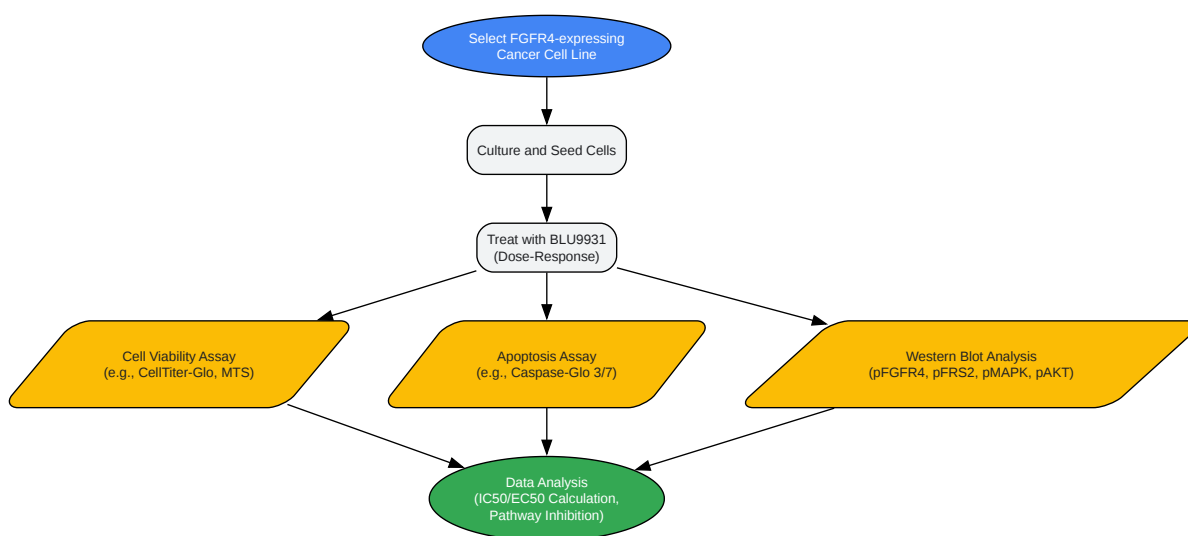 Select FGFR4-expressing
Cancer Cell Line
Culture and Seed Cells
Treat with BLU9931
(Dose-Response)
Cell Viability Assay
(e.g., CellTiter-Glo, MTS)
Apoptosis Assay
(e.g., Caspase-Glo 3/7)
Western Blot Analysis
(pFGFR4, pFRS2, pMAPK, pAKT)
Data Analysis
(IC50/EC50 Calculation,
Pathway Inhibition)